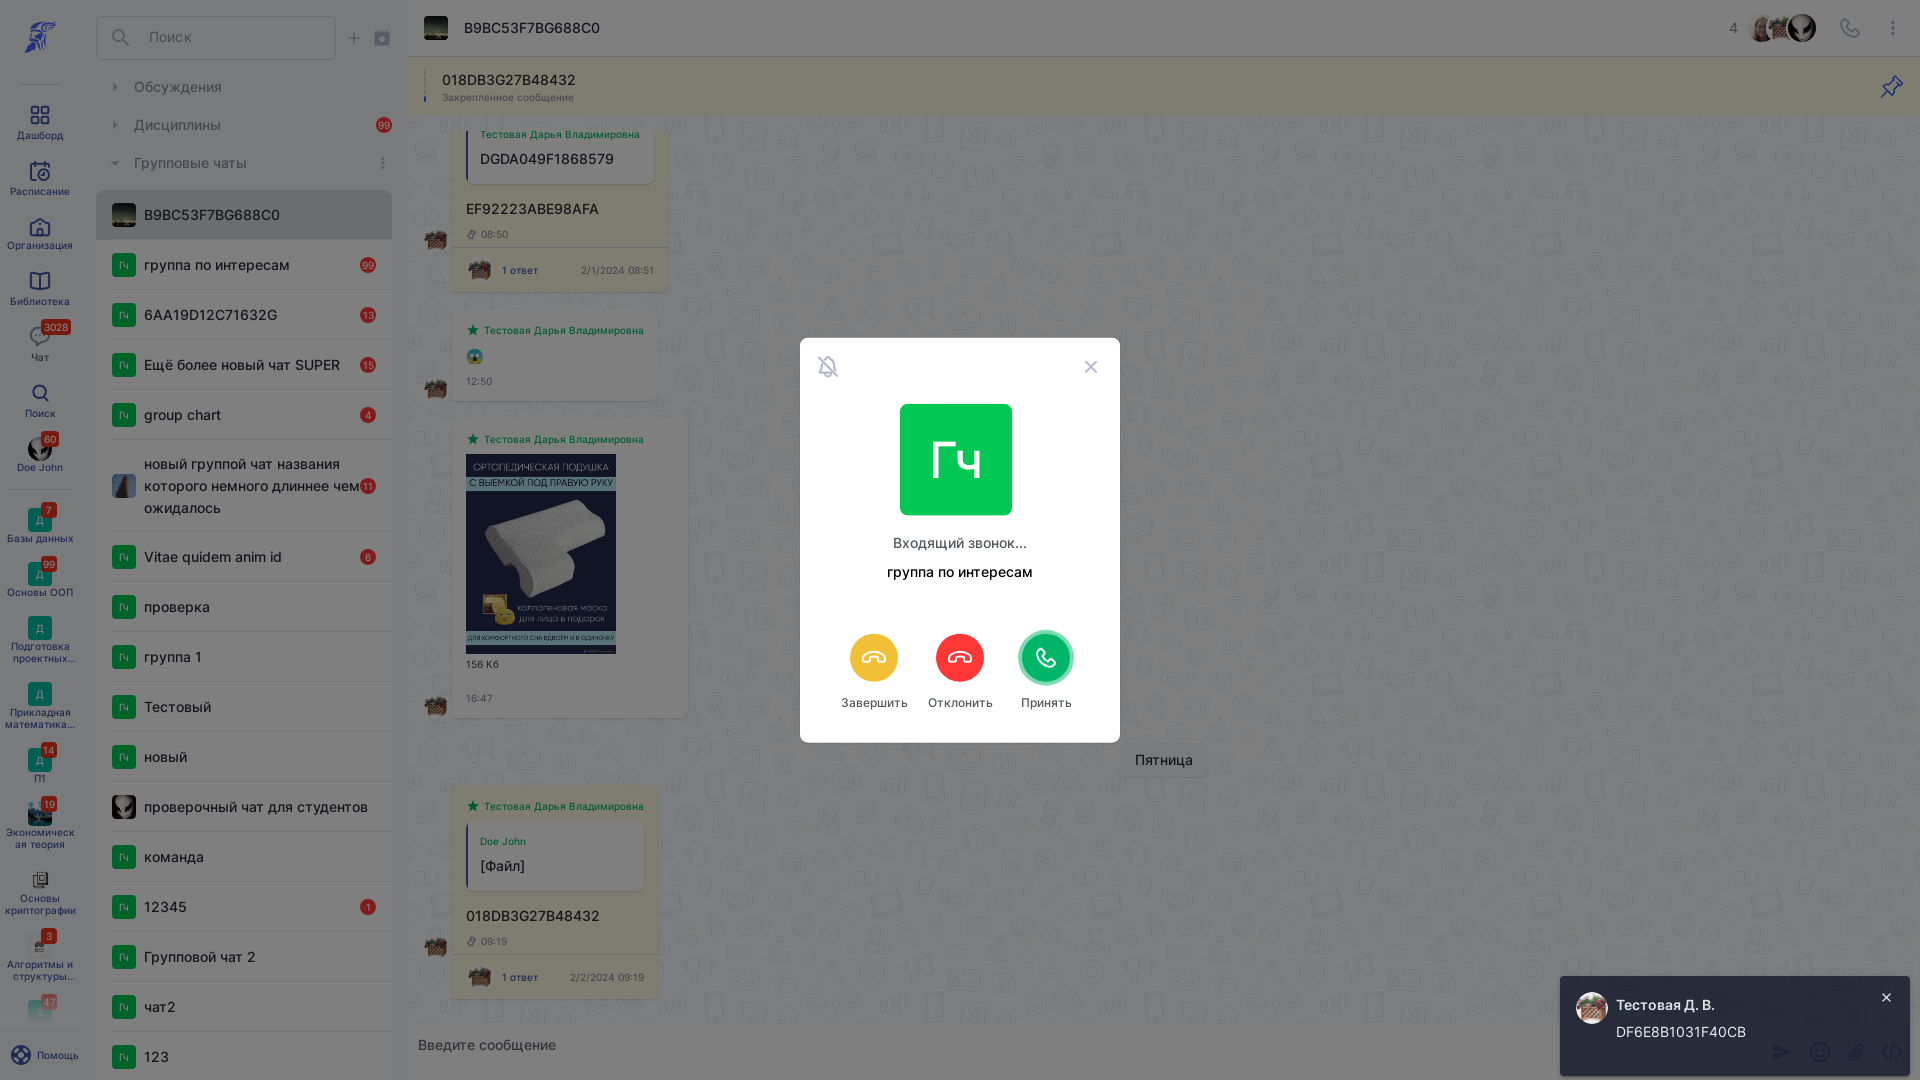 Дашборд
Расписание
Организация
Библиотека
3028
Чат
Поиск
60
Doe John
7
Д
Базы данных
99
Д
Основы ООП
Д
Подготовка
проектных...
Д
Прикладная
математика...
14
Д
П1
19
Экономическ
ая теория
Основы
криптографии
3
Алгоритмы и
структуры...
47
Д
Помощь
Поиск
Обсуждения
Дисциплины
99
Групповые чаты
B9BC53F7BG688C0
Гч
группа по интересам
99
Гч
6AA19D12C71632G
13
Гч
Ещё более новый чат SUPER
15
Гч
group chart
4
новый группой чат названия
которого немного длиннее чем
ожидалось
11
Гч
Vitae quidem anim id
6
Гч
проверка
Гч
группа 1
Гч
Тестовый
Гч
новый
проверочный чат для студентов
Гч
команда
Гч
12345
1
Гч
Групповой чат 2
Гч
чат2
Гч
123
B9BC53F7BG688C0
4
018DB3G27B48432
Закрепленное сообщение
Тестовая Дарья Владимировна
DGDA049F1868579
EF92223ABE98AFA
08:50
1 ответ
2/1/2024 08:51
Тестовая Дарья Владимировна
12:50
Тестовая Дарья Владимировна
ОРТОПЕДИЧЕСКАЯ ПОДУШКА
С ВЫЕМКОЙ ПОД ПРАВУЮ РУКУ
коллагеновая маска
для лица в подарок
ДЛЯ КОМФОРТНОГО СНА ВДВОЁМ И В ОДИНОЧКУ
156 Кб
16:47
Пятница
Тестовая Дарья Владимировна
Doe John
[Файл]
018DB3G27B48432
09:19
1 ответ
2/2/2024 09:19
Введите сообщение
Гч
Входящий звонок...
группа по интересам
Завершить
Отклонить
Принять
Тестовая Д. В.
DF6E8B1031F40CB